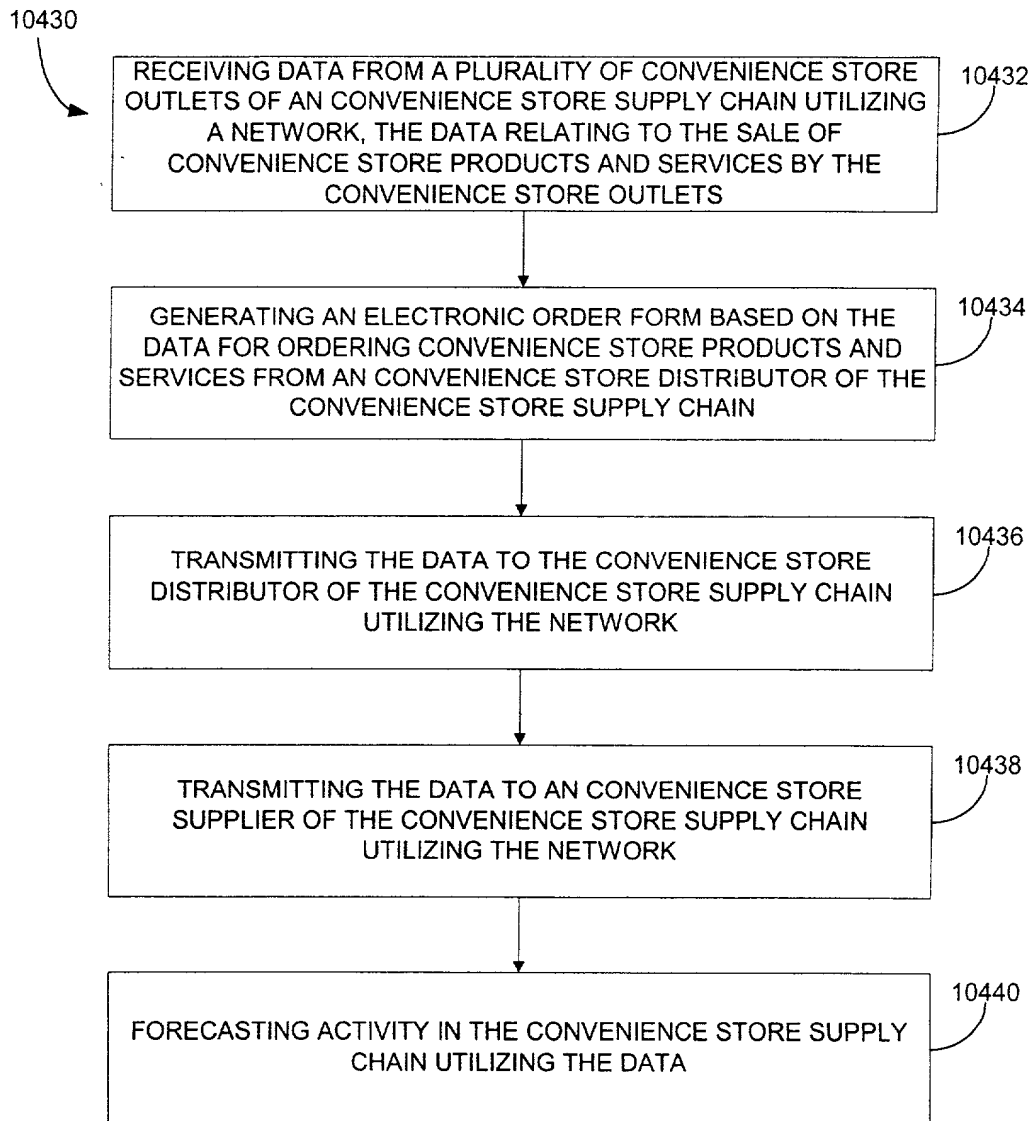 10430
RECEIVING DATA FROM A PLURALITY OF CONVENIENCE STORE
OUTLETS OF AN CONVENIENCE STORE SUPPLY CHAIN UTILIZING
A NETWORK, THE DATA RELATING TO THE SALE OF
CONVENIENCE STORE PRODUCTS AND SERVICES BY THE
CONVENIENCE STORE OUTLETS
10432
GENERATING AN ELECTRONIC ORDER FORM BASED ON THE
DATA FOR ORDERING CONVENIENCE STORE PRODUCTS AND
SERVICES FROM AN CONVENIENCE STORE DISTRIBUTOR OF THE
CONVENIENCE STORE SUPPLY CHAIN
10434
TRANSMITTING THE DATA TO THE CONVENIENCE STORE
DISTRIBUTOR OF THE CONVENIENCE STORE SUPPLY CHAIN
UTILIZING THE NETWORK
10436
TRANSMITTING THE DATA TO AN CONVENIENCE STORE
SUPPLIER OF THE CONVENIENCE STORE SUPPLY CHAIN
UTILIZING THE NETWORK
10438
FORECASTING ACTIVITY IN THE CONVENIENCE STORE SUPPLY
CHAIN UTILIZING THE DATA
10440